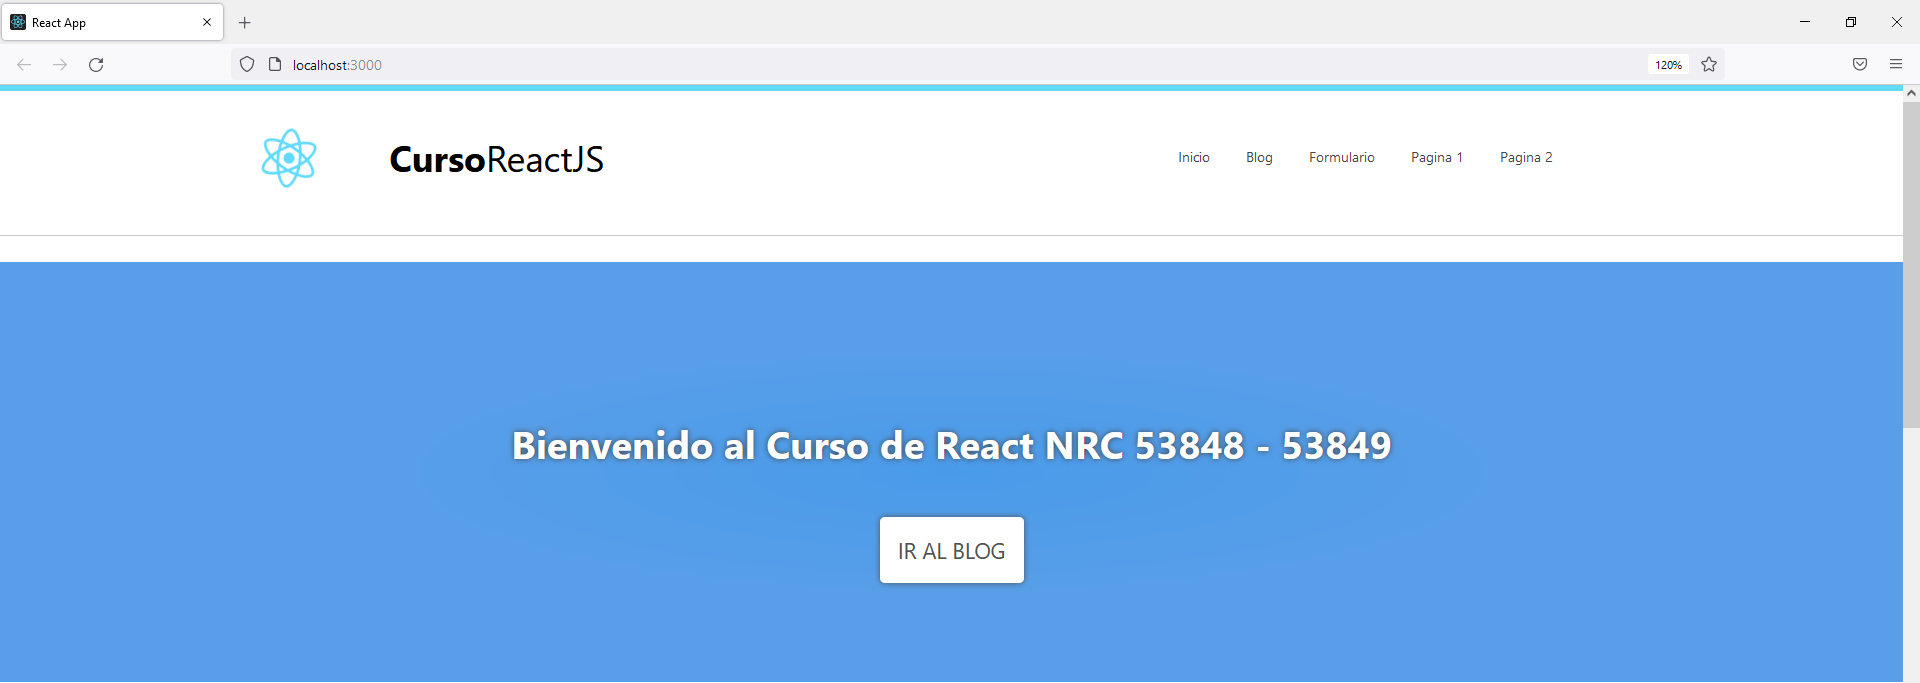 React App
localhost:3000
120%
CursoReactJS
Inicio Blog Formulario Pagina 1 Pagina 2
Bienvenido al Curso de React NRC 53848 - 53849
IR AL BLOG